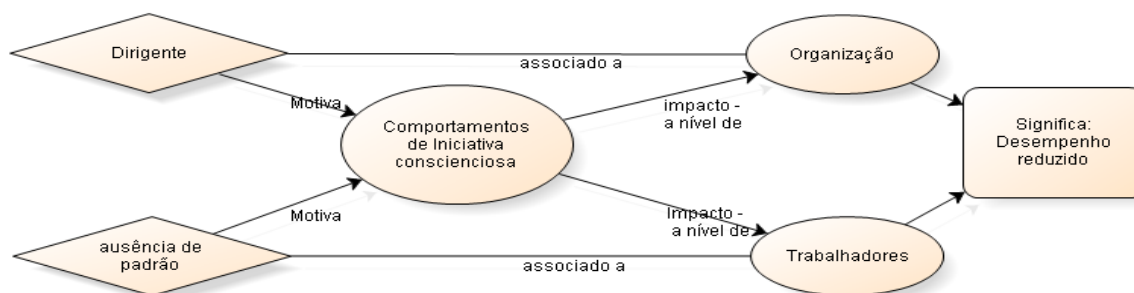 Dirigente
associado a
Organização
Motiva
impacto -
a nível de
Comportamentos
de Iniciativa
conscienciosa
Significa:
Desempenho
reduzido
Motiva
Impacto -
a nível de
ausência de
padrão
associado a
Trabalhadores